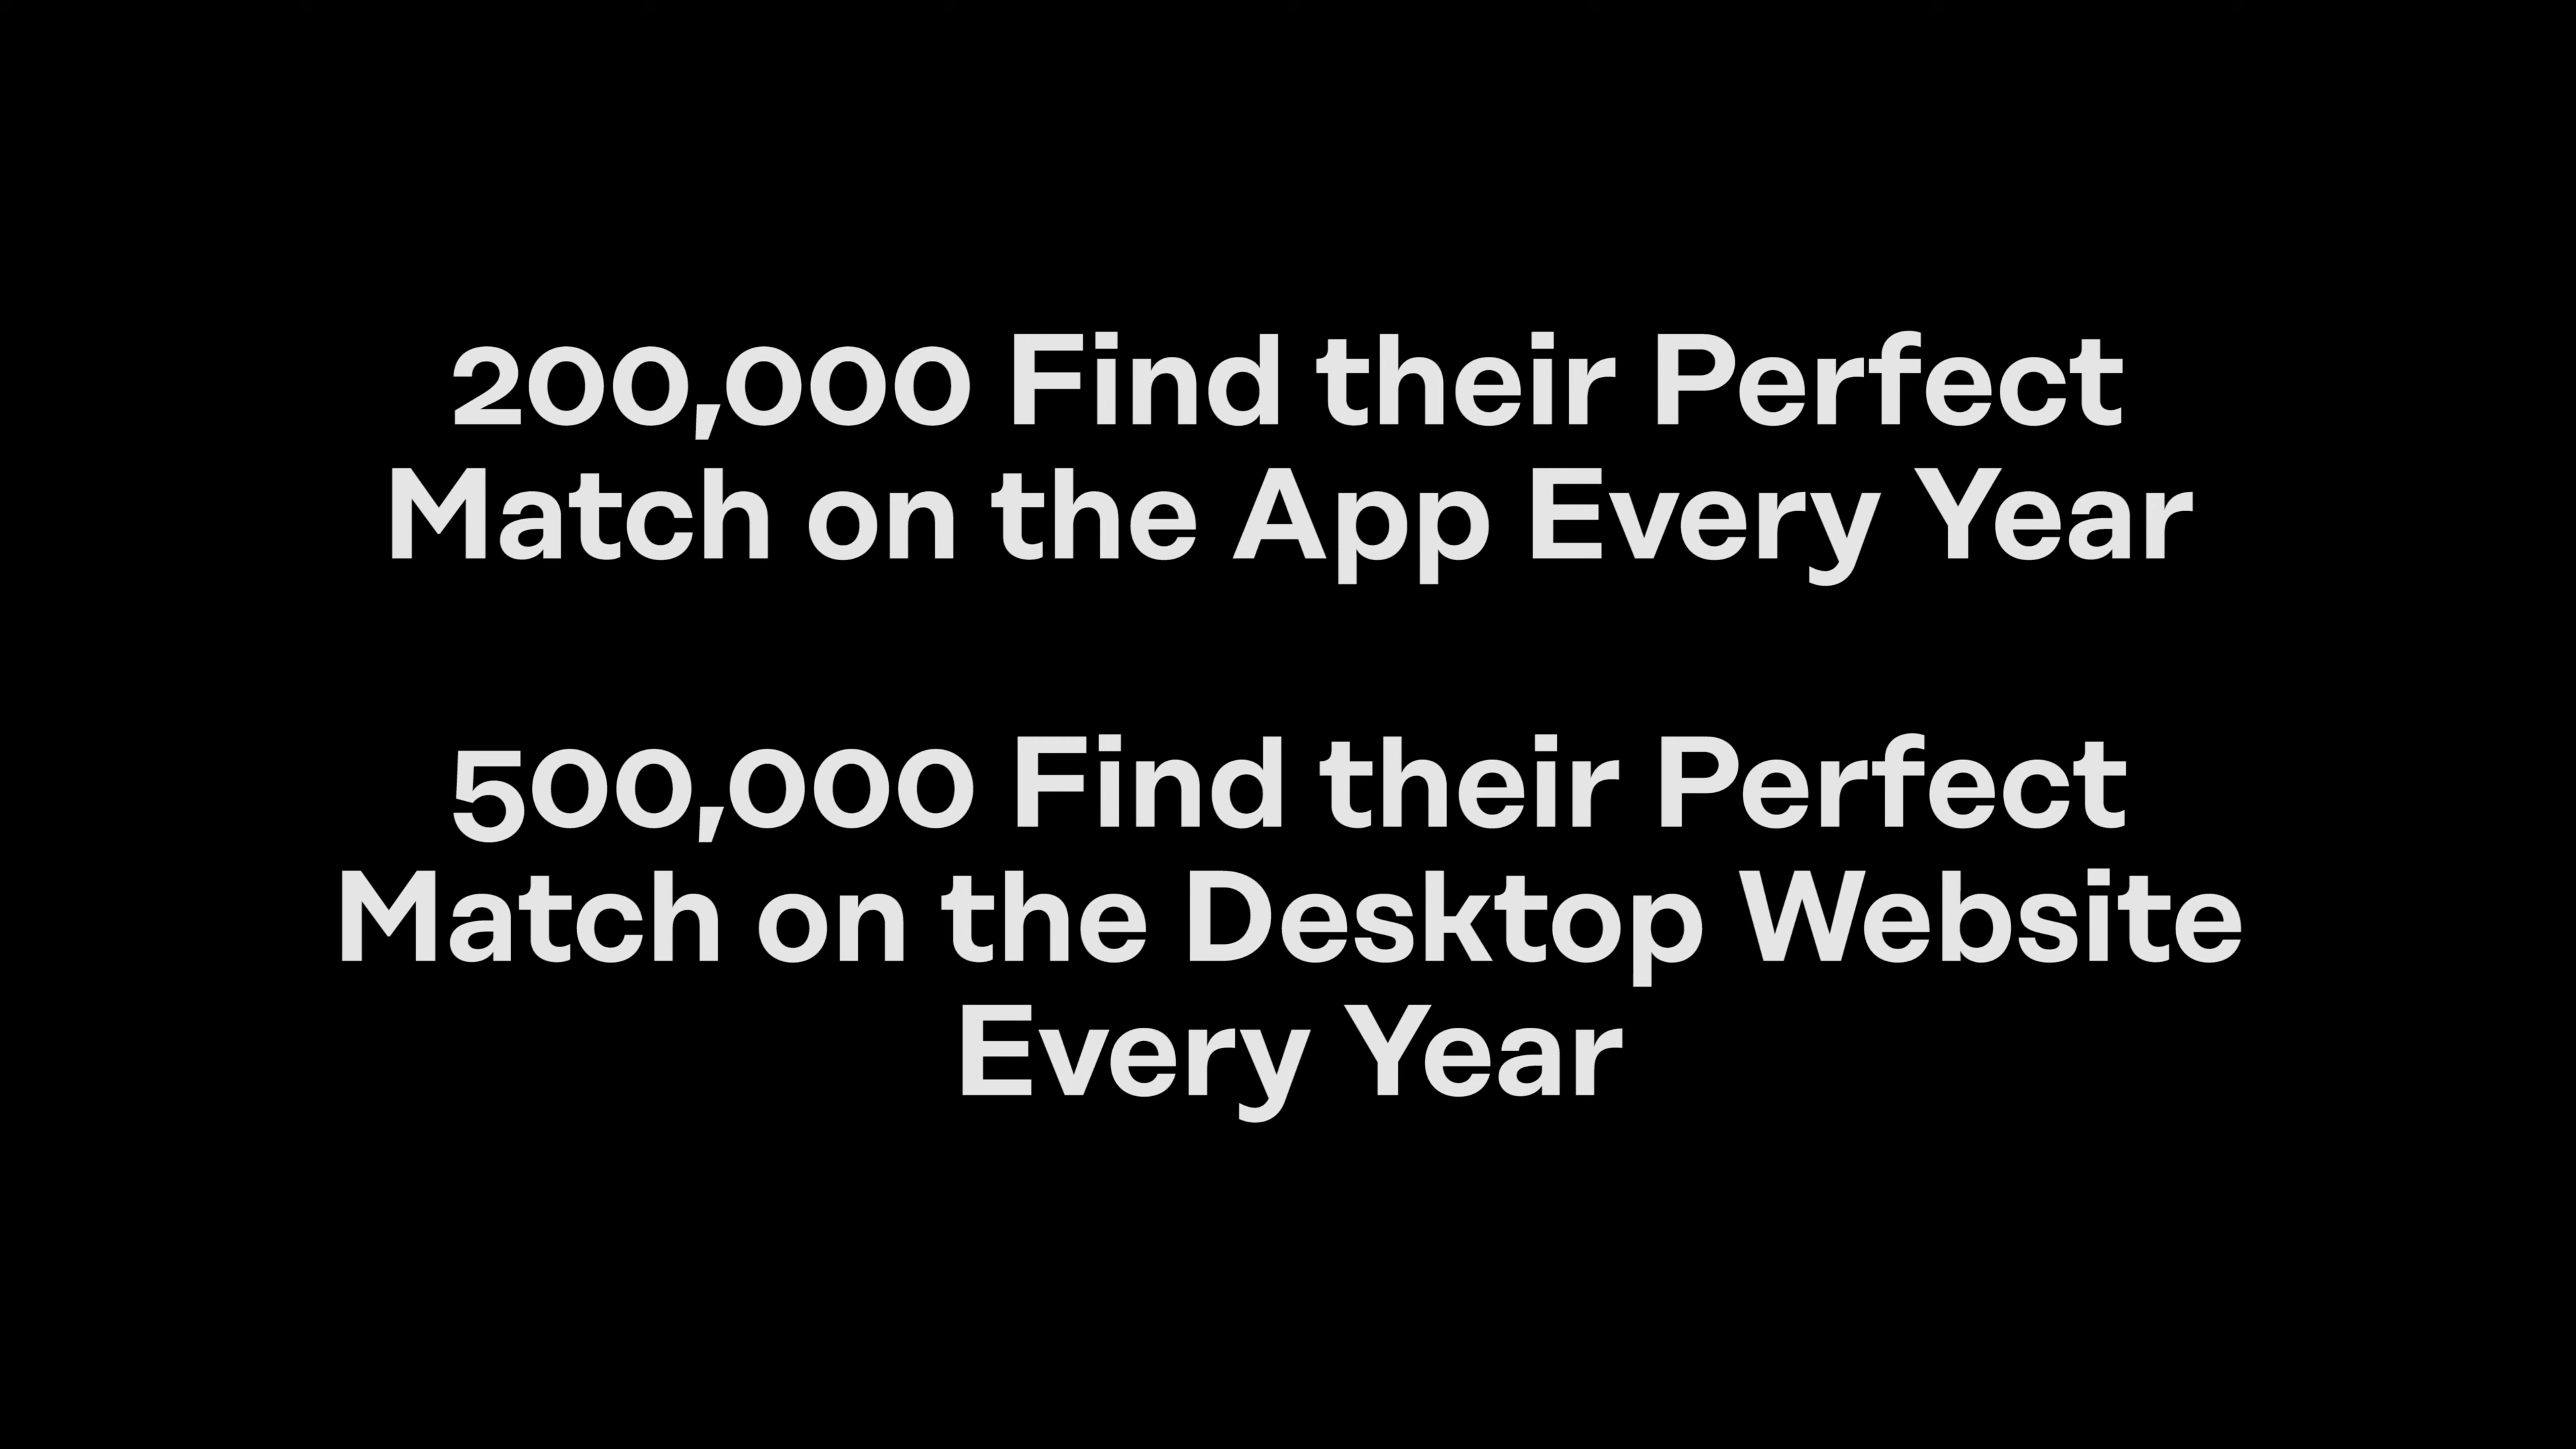 200,000 Find their Perfect
Match on the App Every Year
500,000 Find their Perfect
Match on the Desktop Website
Every Year